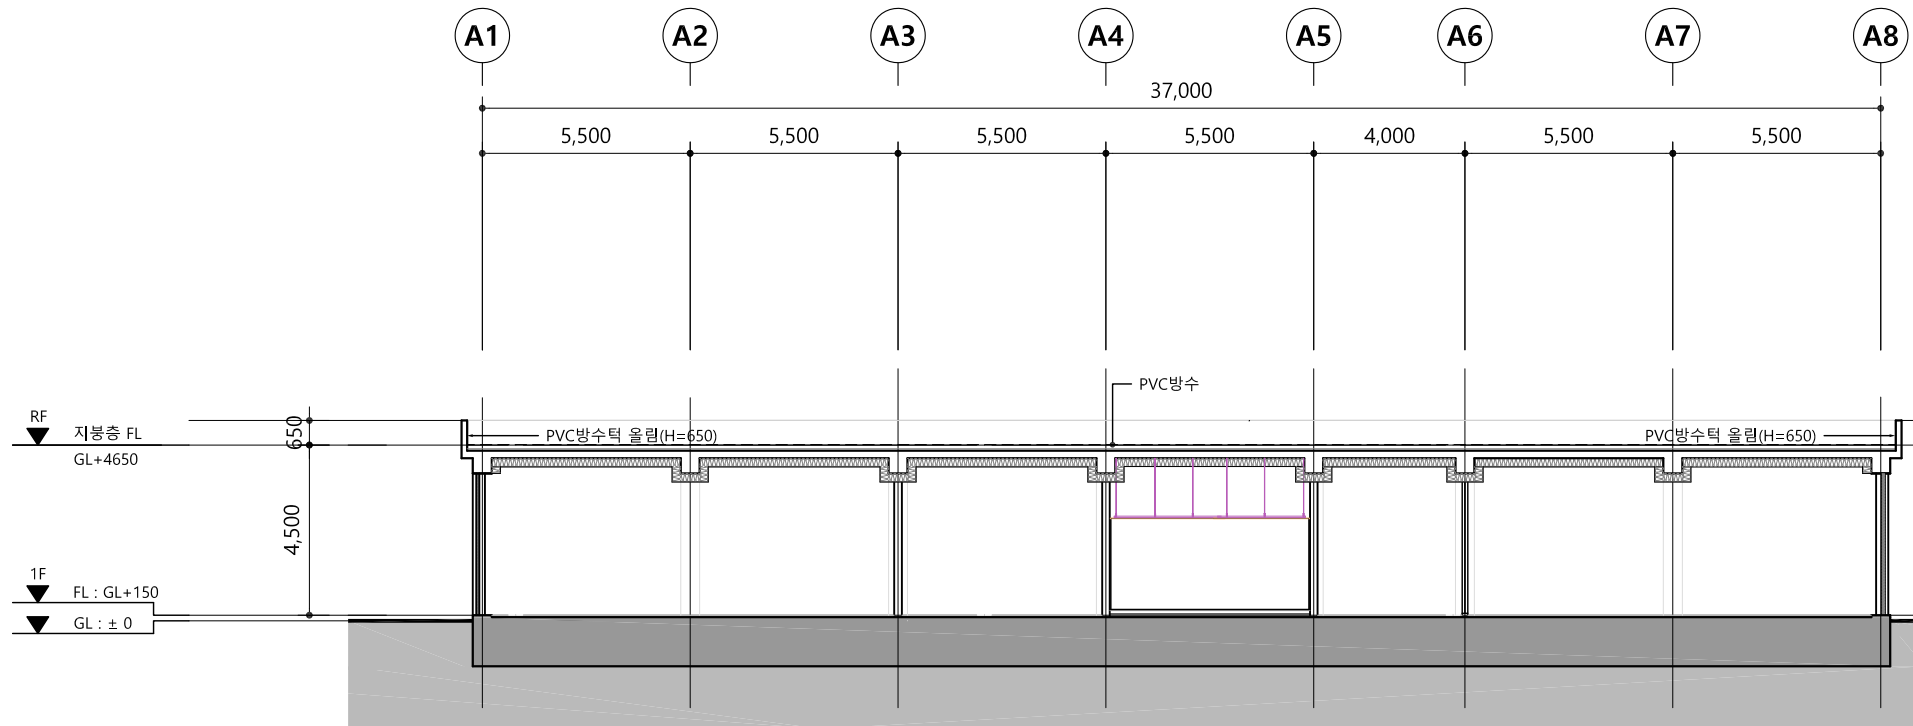 A1 A2 A3 A4 A5 A6 A7 A8
37,000
5,500 5,500 5,500 5,500 4,000 5,500 5,500
PVC방수
RF
지붕층 FL
GL+4650
650
PVC방수턱 올림(H=650)
PVC방수턱 올림(H=650)
4,500
1F
FL : GL+150
GL : ± 0